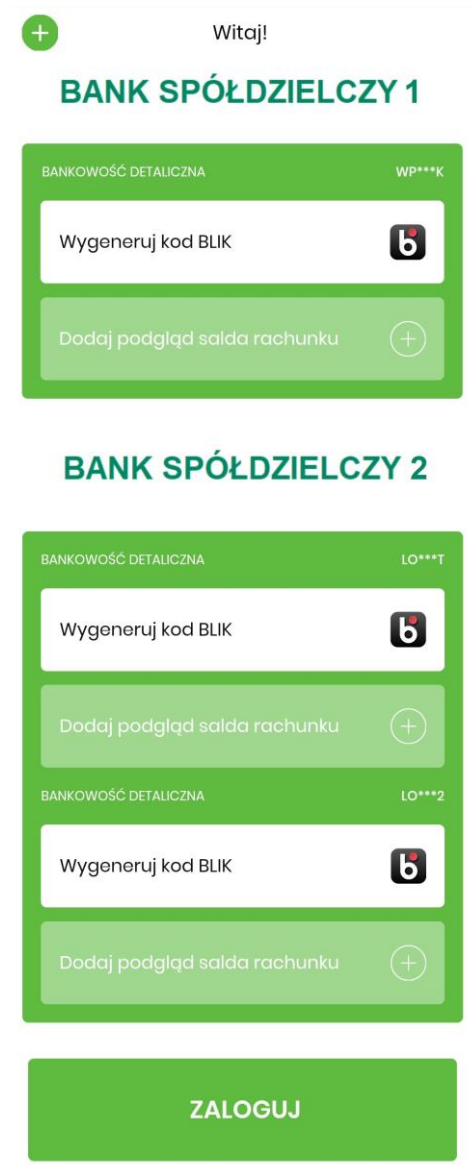 Witaj!
BANK SPÓŁDZIELCZY 1
BANKOWOŚĆ DETALICZNA WP***K
Wygeneruj kod BLIK
Dodaj podgląd salda rachunku
BANK SPÓŁDZIELCZY 2
BANKOWOŚĆ DETALICZNA LO***T
Wygeneruj kod BLIK
Dodaj podgląd salda rachunku
BANKOWOŚĆ DETALICZNA LO***2
Wygeneruj kod BLIK
Dodaj podgląd salda rachunku
ZALOGUJ